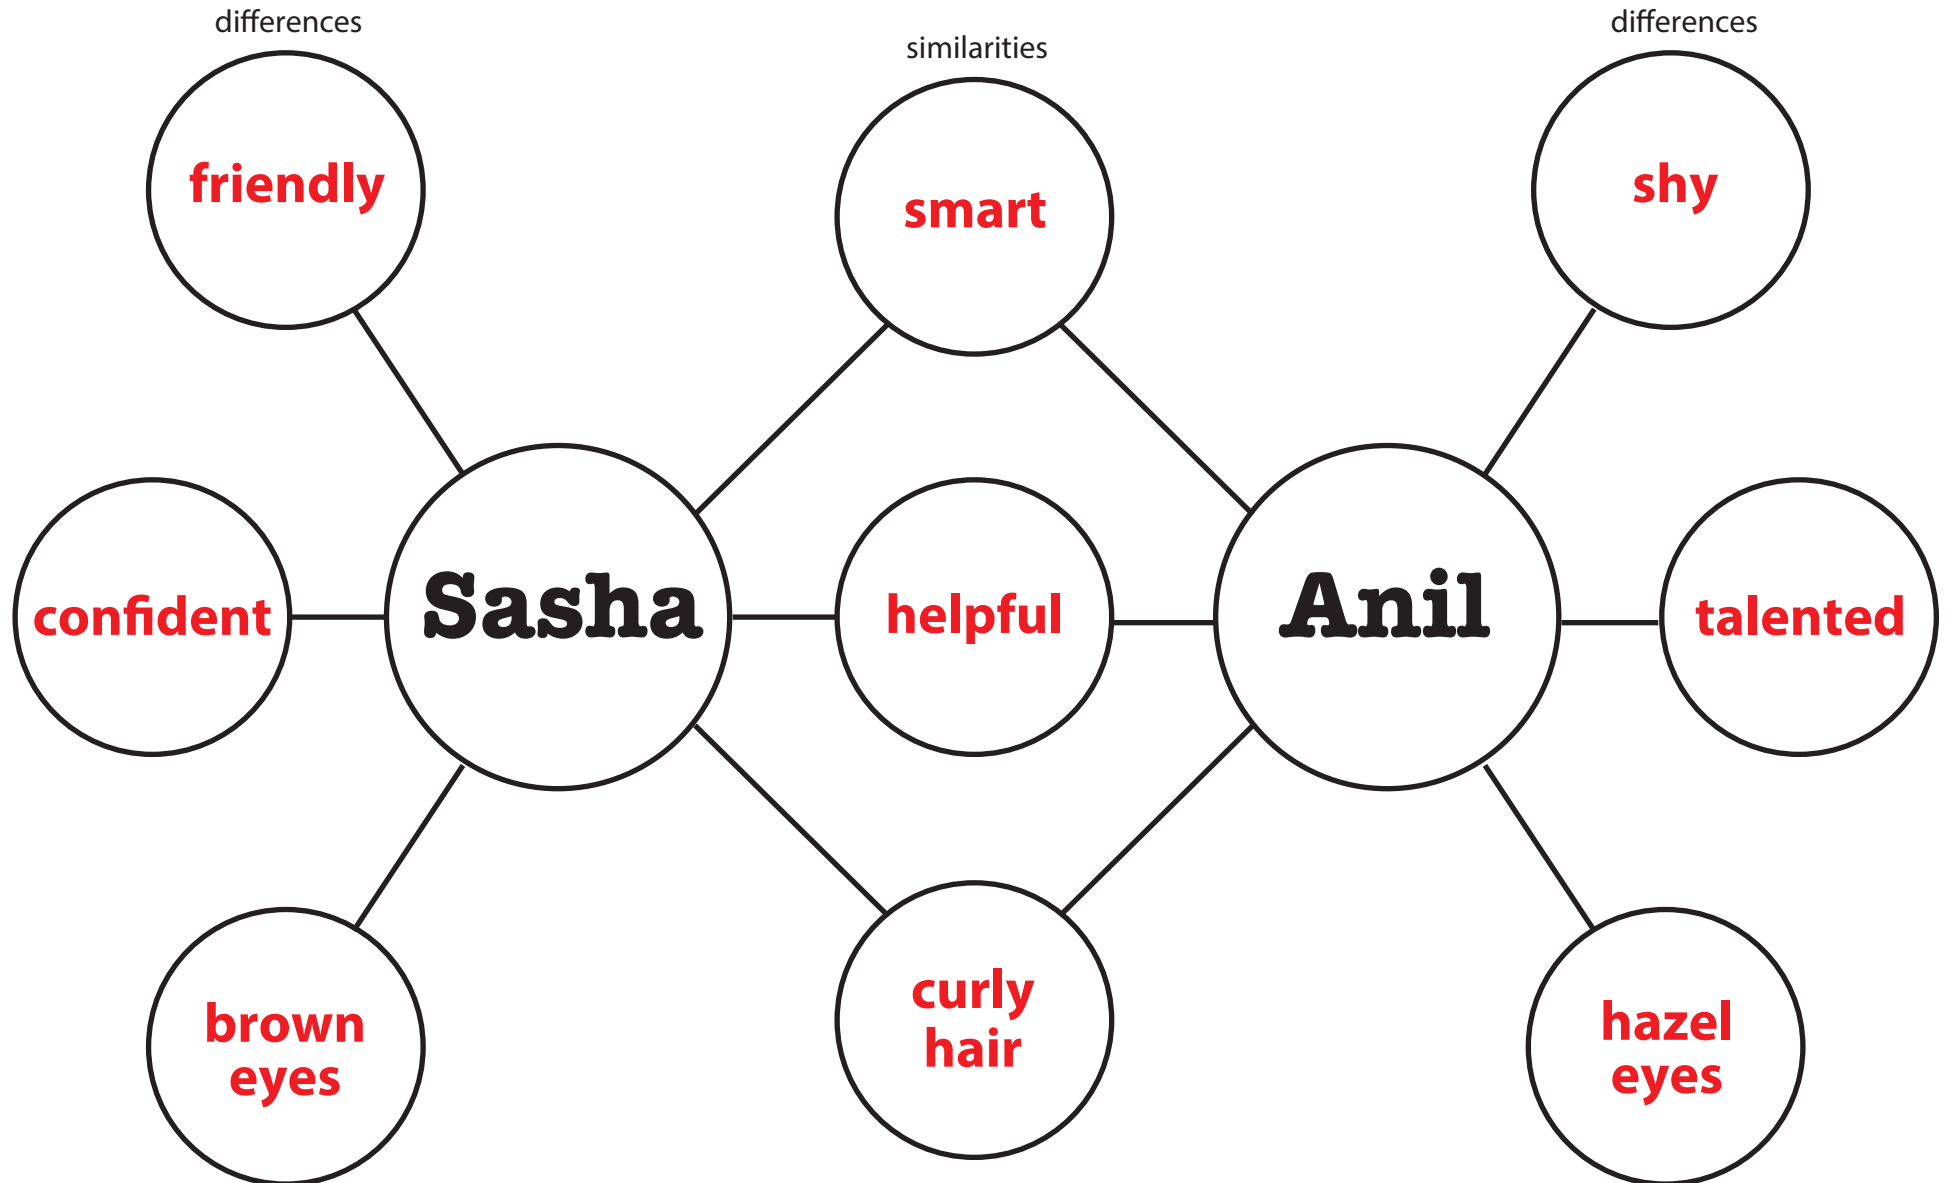 differences
similarities
differences
friendly
smart
shy
confident
Sasha
helpful
Anil
talented
brown
eyes
curly
hair
hazel
eyes